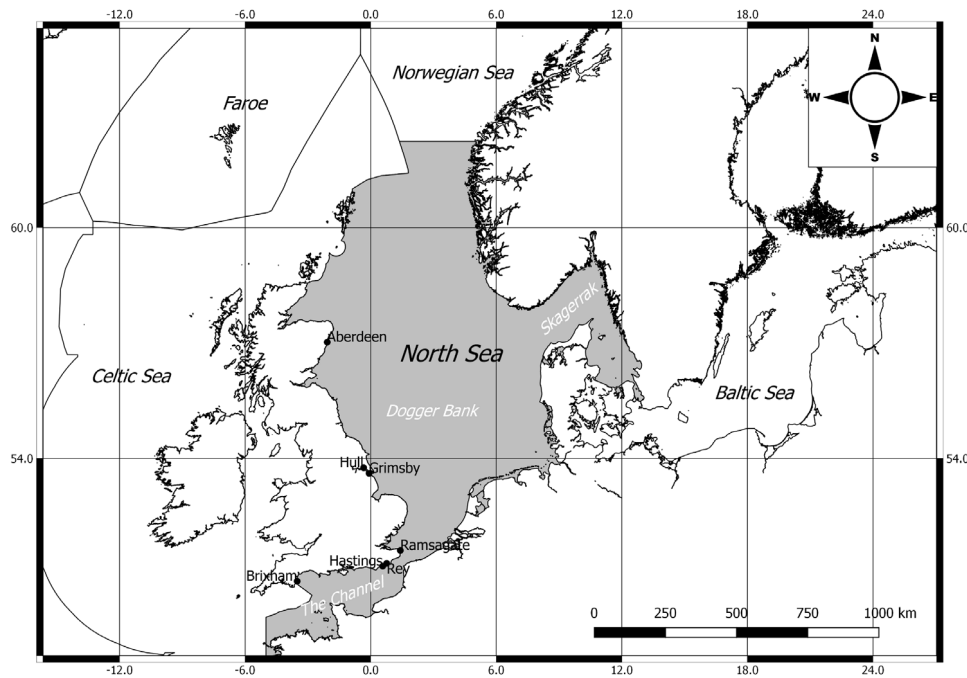 -12.0 -6.0 0.0 6.0 12.0 18.0 24.0
N
Norwegian Sea
Faroe
W E
S
60.0 60.0
Skagerrak
Aberdeen
North Sea
Celtic Sea
Baltic Sea
Dogger Bank
54.0 54.0
Hull
Grimsby
Ramsagate
Hastings
Rey
Brixham
The Channel
0 250 500 750 1000 km
-12.0 -6.0 0.0 6.0 12.0 18.0 24.0